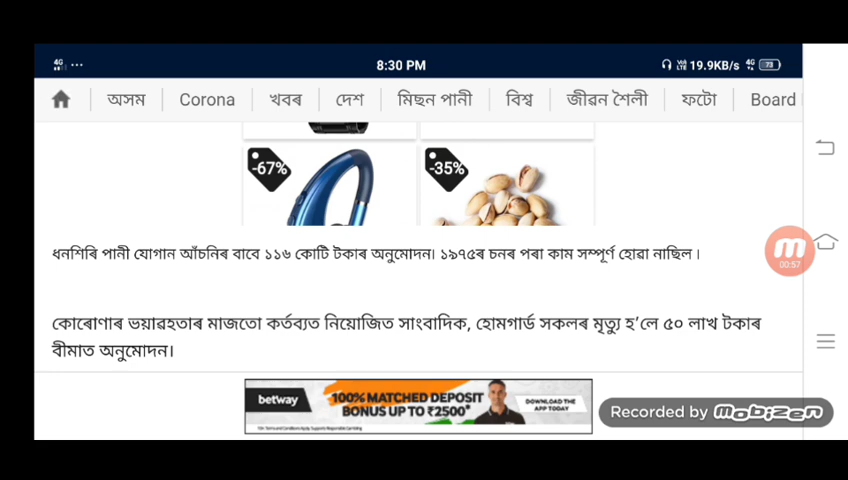 4G ...
8:30 PM
19.9KB/s 4G 73
অসম
Corona
খবৰ
দেশ
মিছন পানী
বিশ্ব
জীৱন শৈলী
ফটো
Board
-67%
-35%
ধনশিৰি পানী যোগান আঁচনিৰ বাবে ১১৬ কোটি টকাৰ অনুমোদন। ১৯৭৫ৰ চনৰ পৰা কাম সম্পূৰ্ণ হোৱা নাছিল।
00:57
কোৰোণাৰ ভয়াৱহতাৰ মাজতো কৰ্তব্যত নিয়োজিত সাংবাদিক, হোমগাৰ্ড সকলৰ মৃত্যু হ'লে ৫০ লাখ টকাৰ
বীমাত অনুমোদন।
betway
100% MATCHED DEPOSIT
BONUS UP TO ₹2500*
DOWNLOAD THE
APP TODAY
Recorded by mobizen